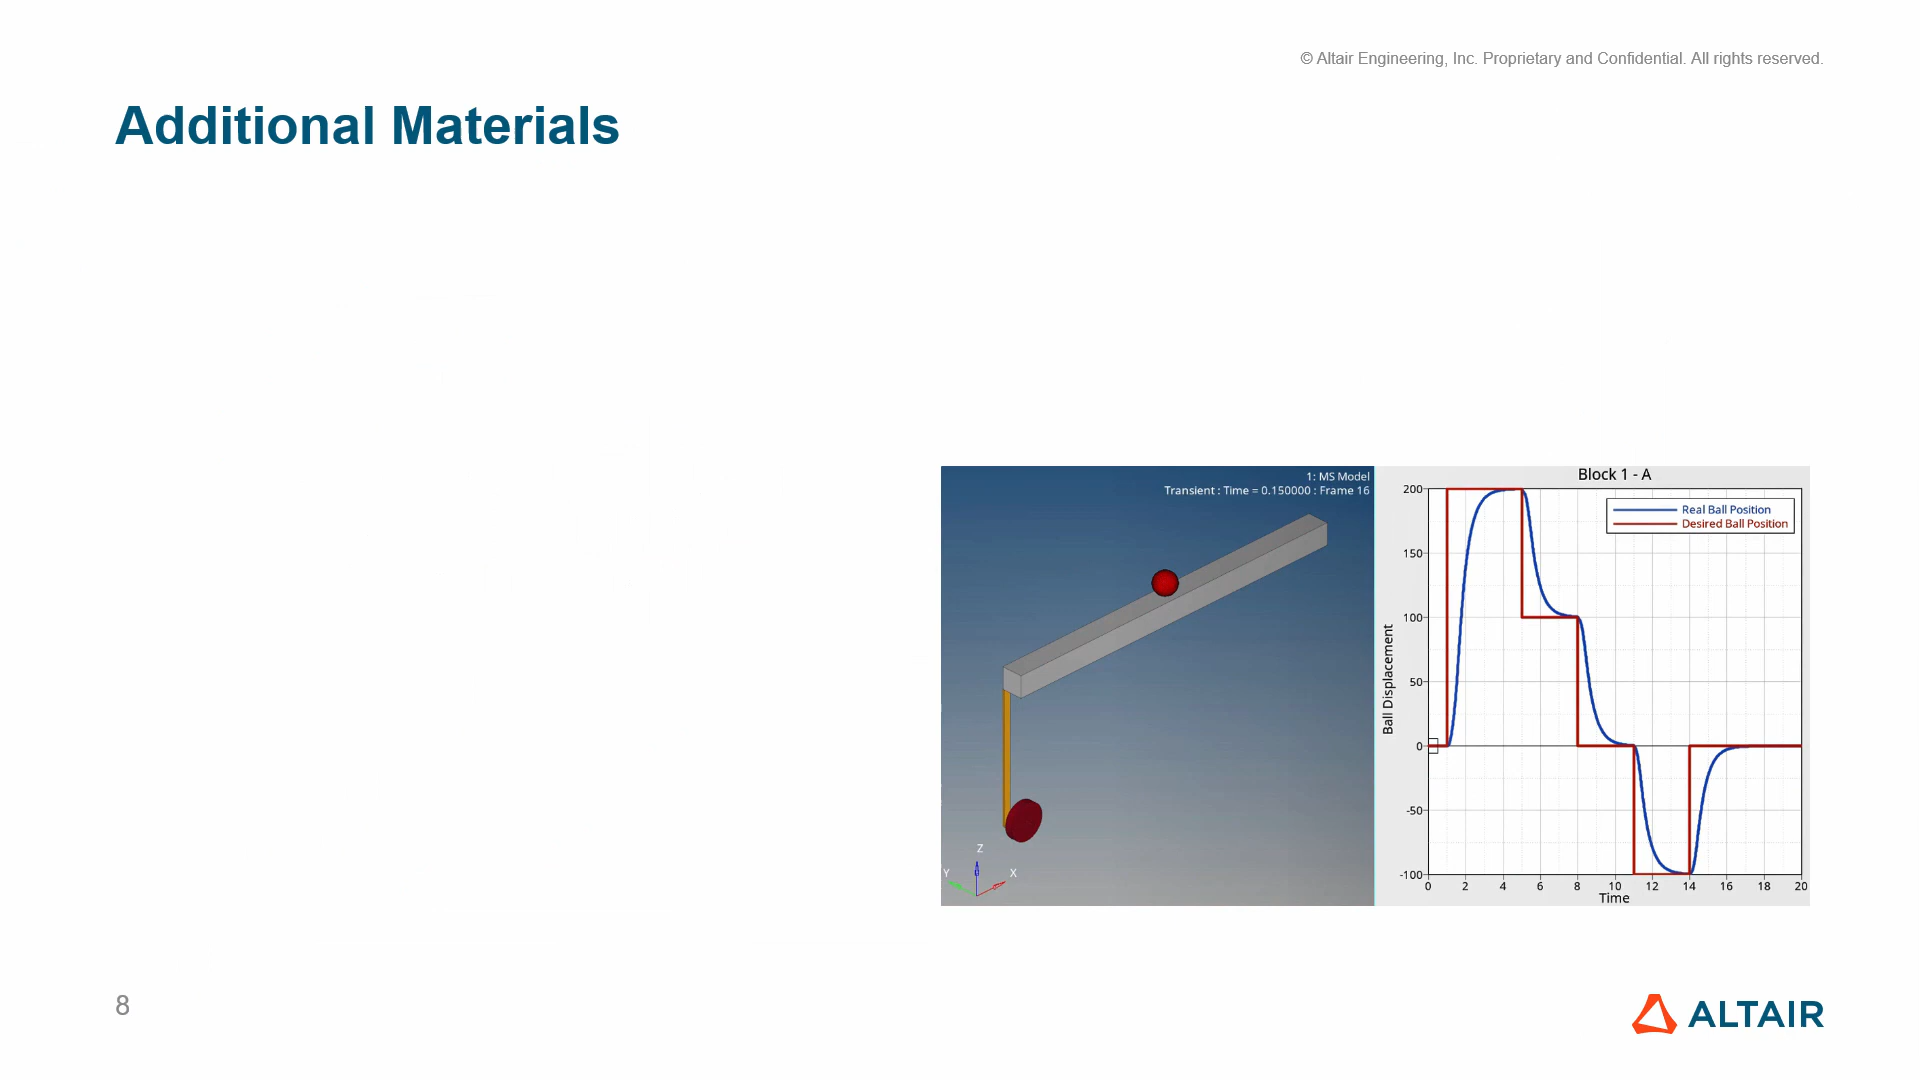 © Altair Engineering, Inc. Proprietary and Confidential. All rights reserved.
Additional Materials
1: MS Model
Transient : Time = 0.150000 : Frame 16
Z
Y
X
Block 1 - A
Real Ball Position
Desired Ball Position
Ball Displacement
200
150
100
50
0
-50
-100
0 2 4 6 8 10 12 14 16 18 20
Time
8
ALTAIR